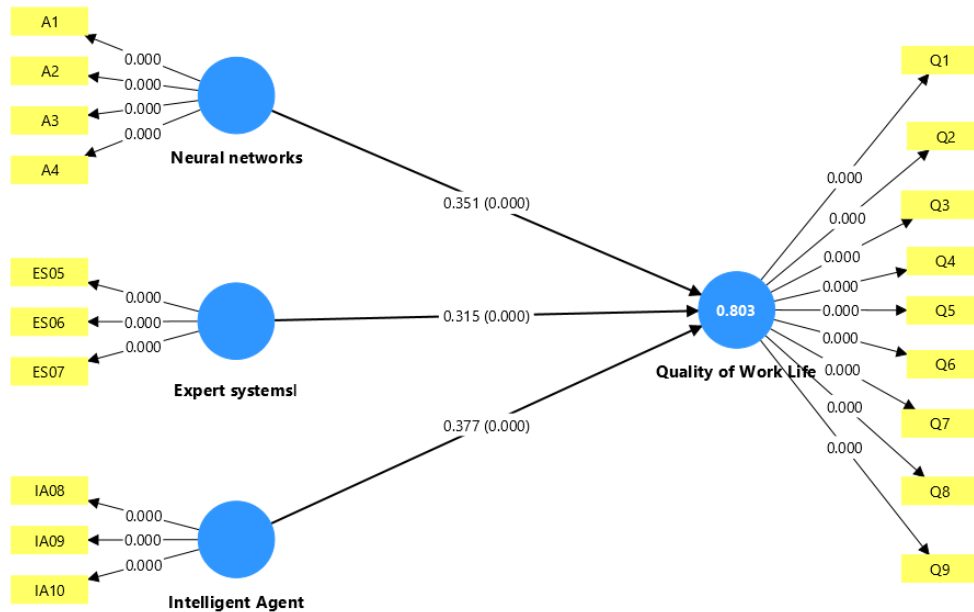 A1
A2
A3
A4
0.000
0.000
0.000
0.000
Neural networks
0.351 (0.000)
ES05
ES06
ES07
0.000
0.000
0.000
Expert systemsl
0.315 (0.000)
IA08
IA09
IA10
0.000
0.000
0.000
Intelligent Agent
0.377 (0.000)
0.803
Quality of Work Life
0.000
0.000
0.000
0.000
0.000
0.000
0.000
0.000
0.000
Q1
Q2
Q3
Q4
Q5
Q6
Q7
Q8
Q9